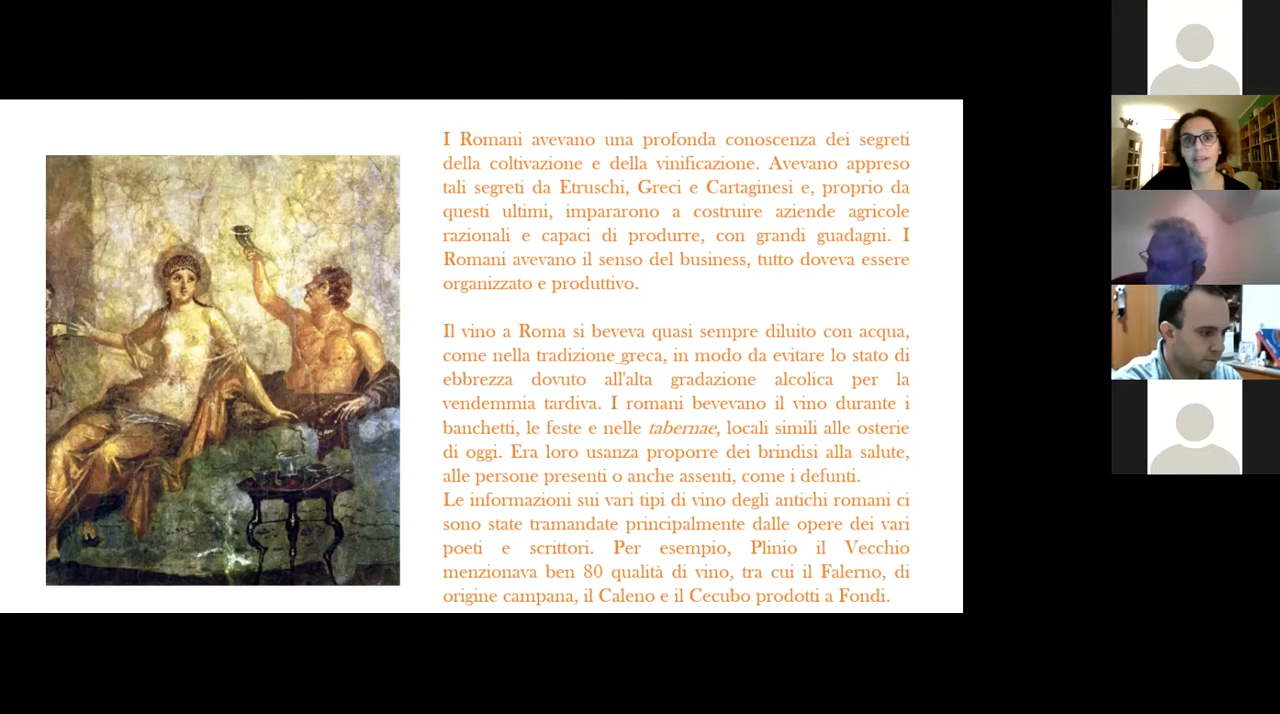 I Romani avevano una profonda conoscenza dei segreti
della coltivazione e della vinificazione. Avevano appreso
tali segreti da Etruschi, Greci e Cartaginesi e, proprio da
questi ultimi, impararono a costruire aziende agricole
razionali e capaci di produrre, con grandi guadagni. I
Romani avevano il senso del business, tutto doveva essere
organizzato e produttivo.
Il vino a Roma si beveva quasi sempre diluito con acqua,
come nella tradizione_greca, in modo da evitare lo stato di
ebbrezza dovuto all'alta gradazione alcolica per la
vendemmia tardiva. I romani bevevano il vino durante i
banchetti, le feste e nelle tabernae, locali simili alle osterie
di oggi. Era loro usanza proporre dei brindisi alla salute,
alle persone presenti o anche assenti, come i defunti.
Le informazioni sui vari tipi di vino degli antichi romani ci
sono state tramandate principalmente dalle opere dei vari
poeti e scrittori. Per esempio, Plinio il Vecchio
menzionava ben 80 qualità di vino, tra cui il Falerno, di
origine campana, il Caleno e il Cecubo prodotti a Fondi.